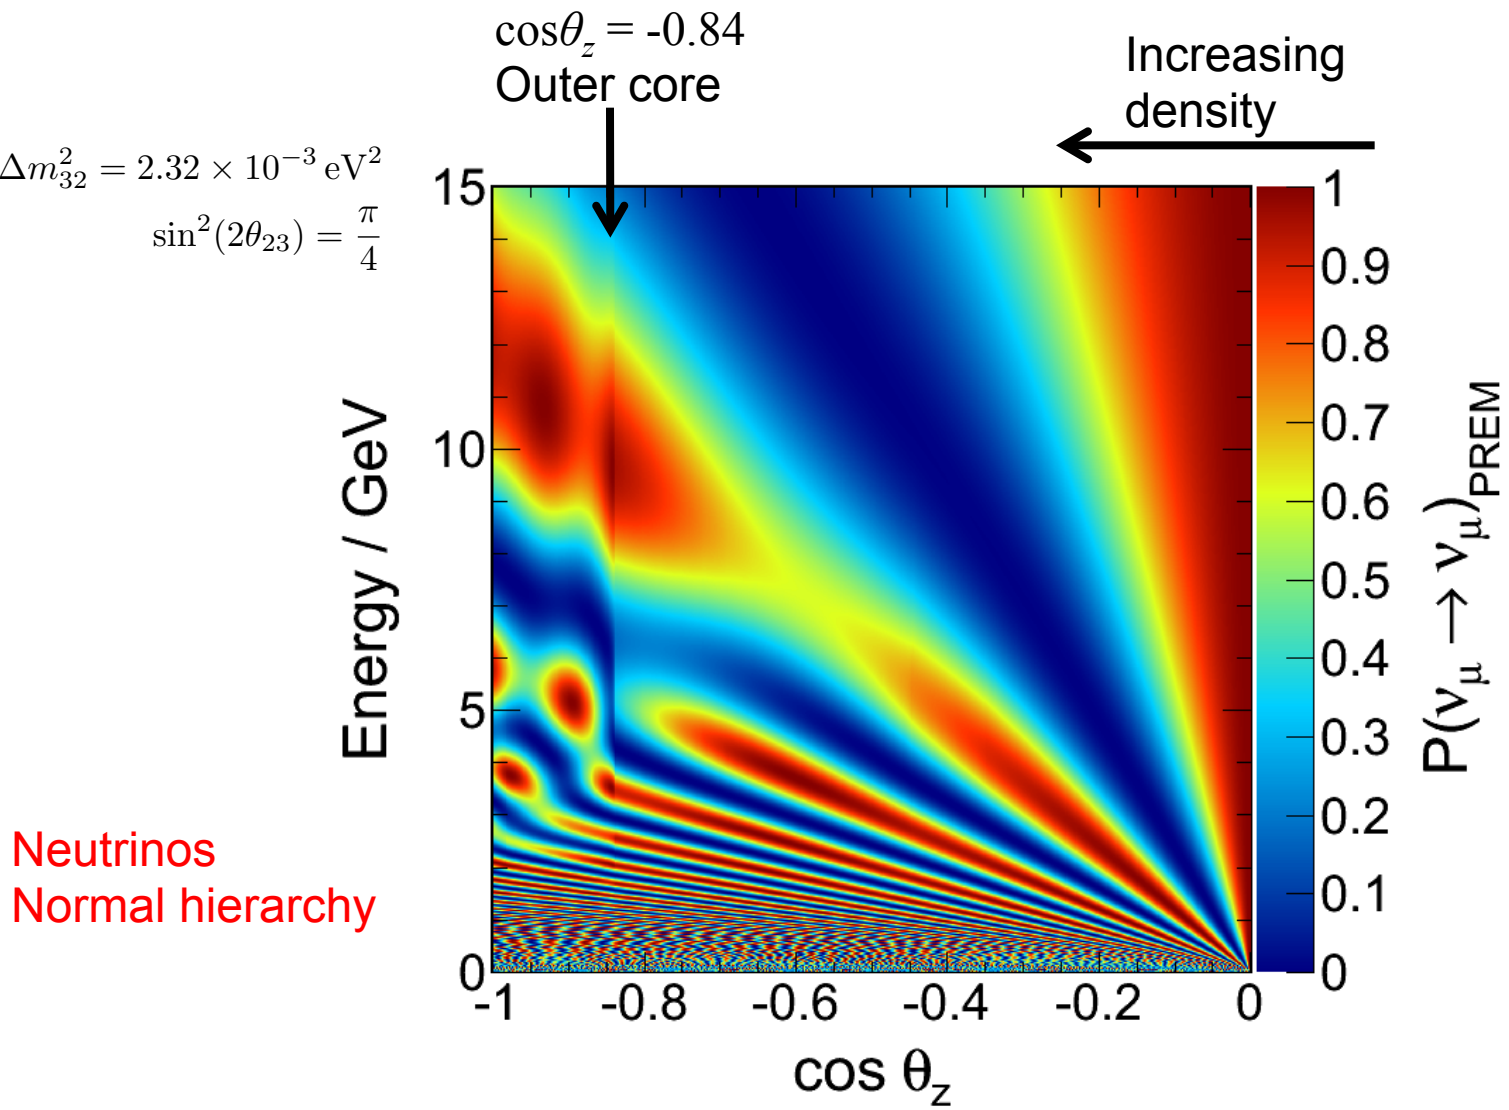 cosθz = -0.84
Outer core
Increasing
density
Δm²₃₂ = 2.32 × 10⁻³ eV²
sin²(2θ₂₃) = π/4
15
10
5
0
Energy / GeV
-1 -0.8 -0.6 -0.4 -0.2 0
cos θz
1
0.9
0.8
0.7
0.6
0.5
0.4
0.3
0.2
0.1
0
P(νμ → νμ)PREM
Neutrinos
Normal hierarchy